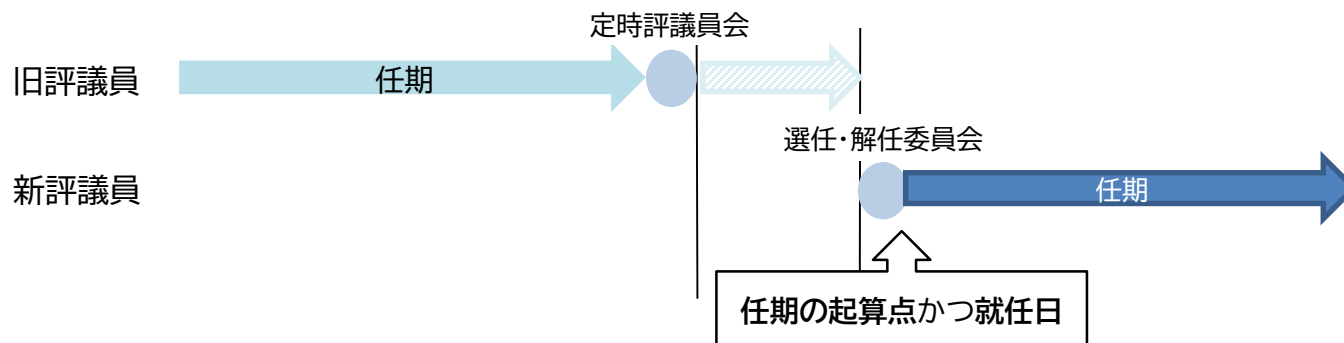 定時評議員会
旧評議員
任期
選任・解任委員会
新評議員
任期
任期の起算点かつ就任日